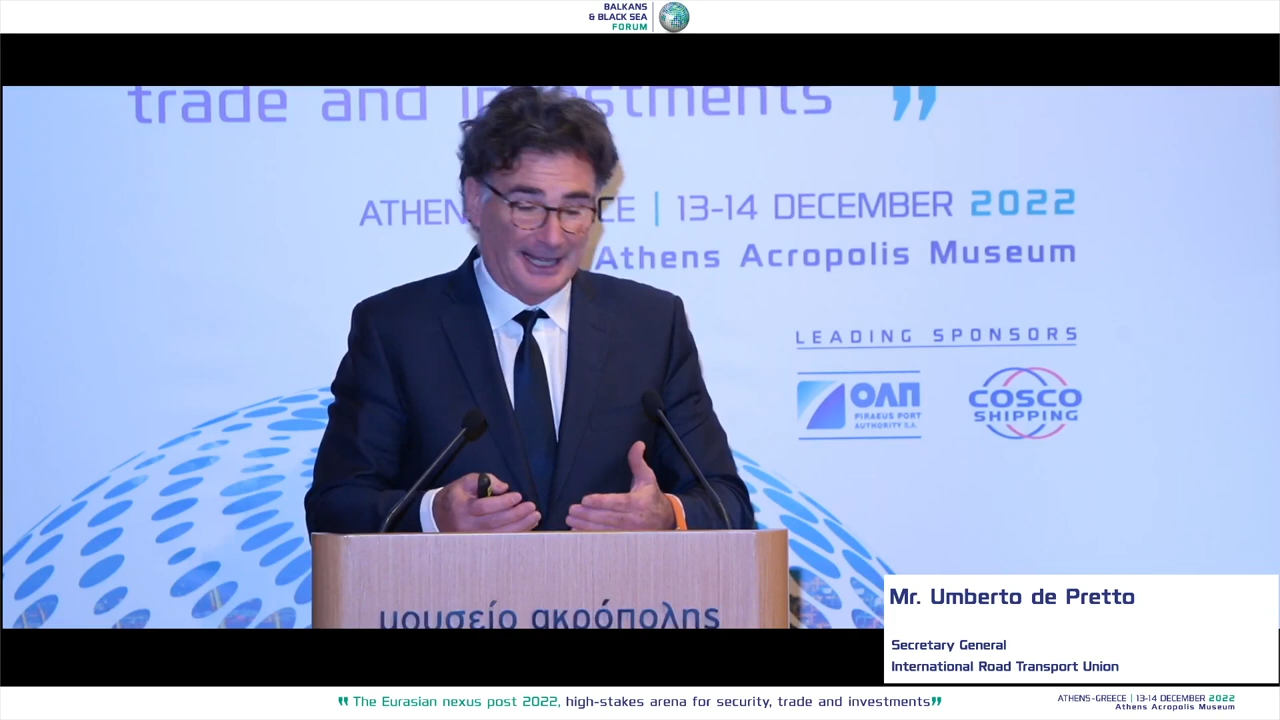 BALKANS
& BLACK SEA
FORUM
trade and investments ”
ATHEN CE | 13-14 DECEMBER 2022
Athens Acropolis Museum
LEADING SPONSORS
ΟΛΠ
PIRAEUS PORT
AUTHORITY S.A.
COSCO
SHIPPING
μουσείο ακρόπολης
Mr. Umberto de Pretto
Secretary General
International Road Transport Union
"The Eurasian nexus post 2022, high-stakes arena for security, trade and investments"
ATHENS-GREECE | 13-14 DECEMBER 2022
Athens Acropolis Museum